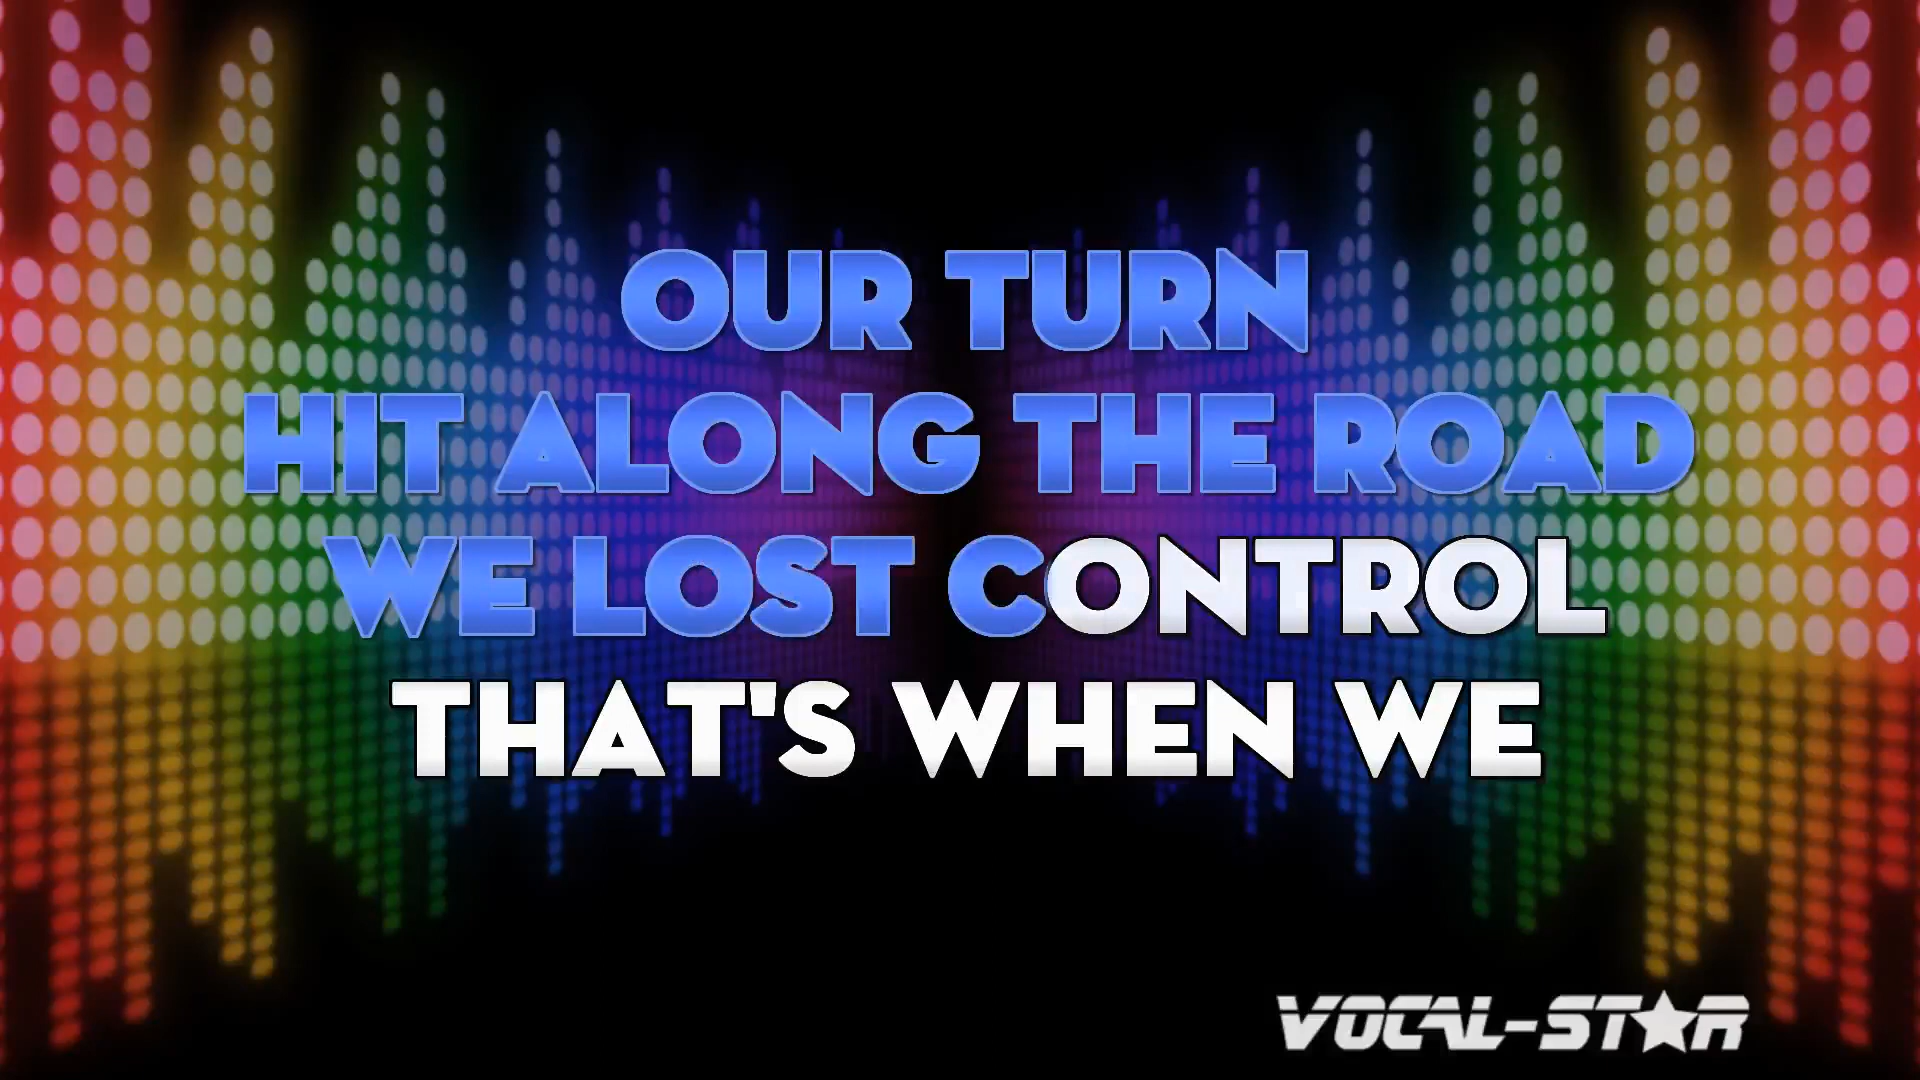 OUR TURN
HIT ALONG THE ROAD
WE LOST CONTROL
THAT'S WHEN WE
VOCAL-STAR